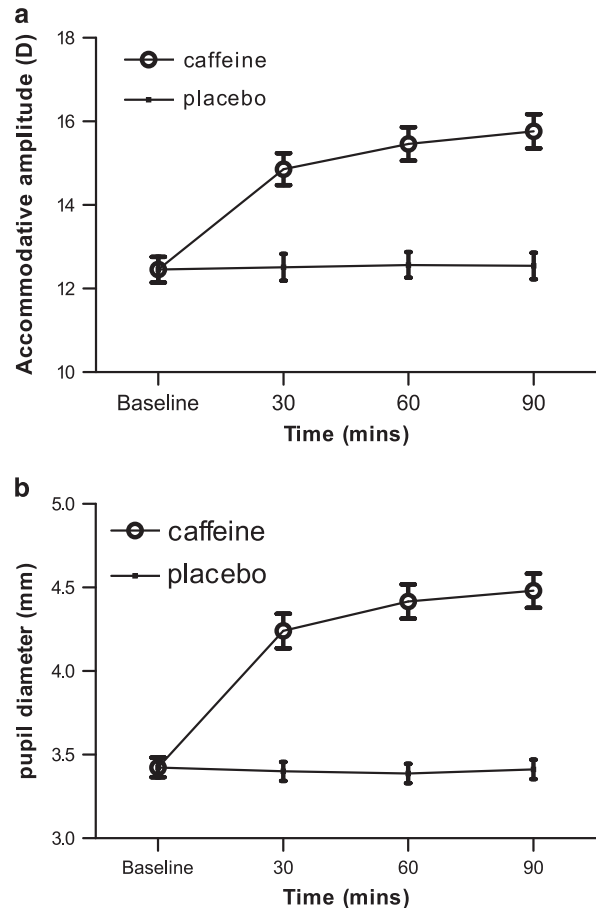 a
Accommodative amplitude (D)
18
16
14
12
10
caffeine
placebo
Baseline 30 60 90
Time (mins)
b
pupil diameter (mm)
5.0
4.5
4.0
3.5
3.0
caffeine
placebo
Baseline 30 60 90
Time (mins)